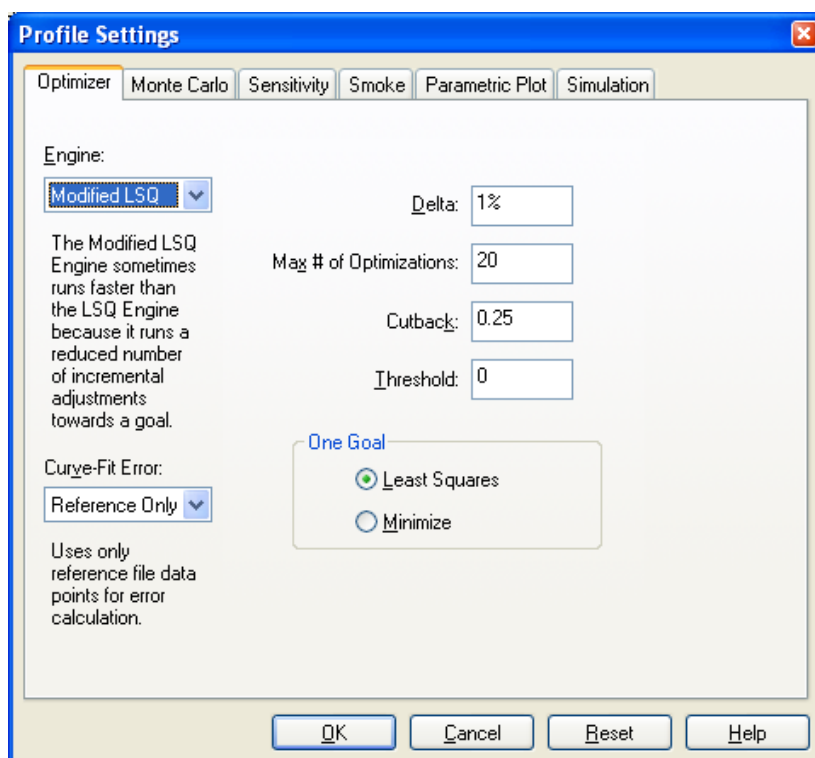 Profile Settings
Optimizer Monte Carlo Sensitivity Smoke Parametric Plot Simulation
Engine:
Modified LSQ
The Modified LSQ
Engine sometimes
runs faster than
the LSQ Engine
because it runs a
reduced number
of incremental
adjustments
towards a goal.
Curve-Fit Error:
Reference Only
Uses only
reference file data
points for error
calculation.
Delta: 1%
Max # of Optimizations: 20
Cutback: 0.25
Threshold: 0
One Goal
Least Squares
Minimize
OK Cancel Reset Help